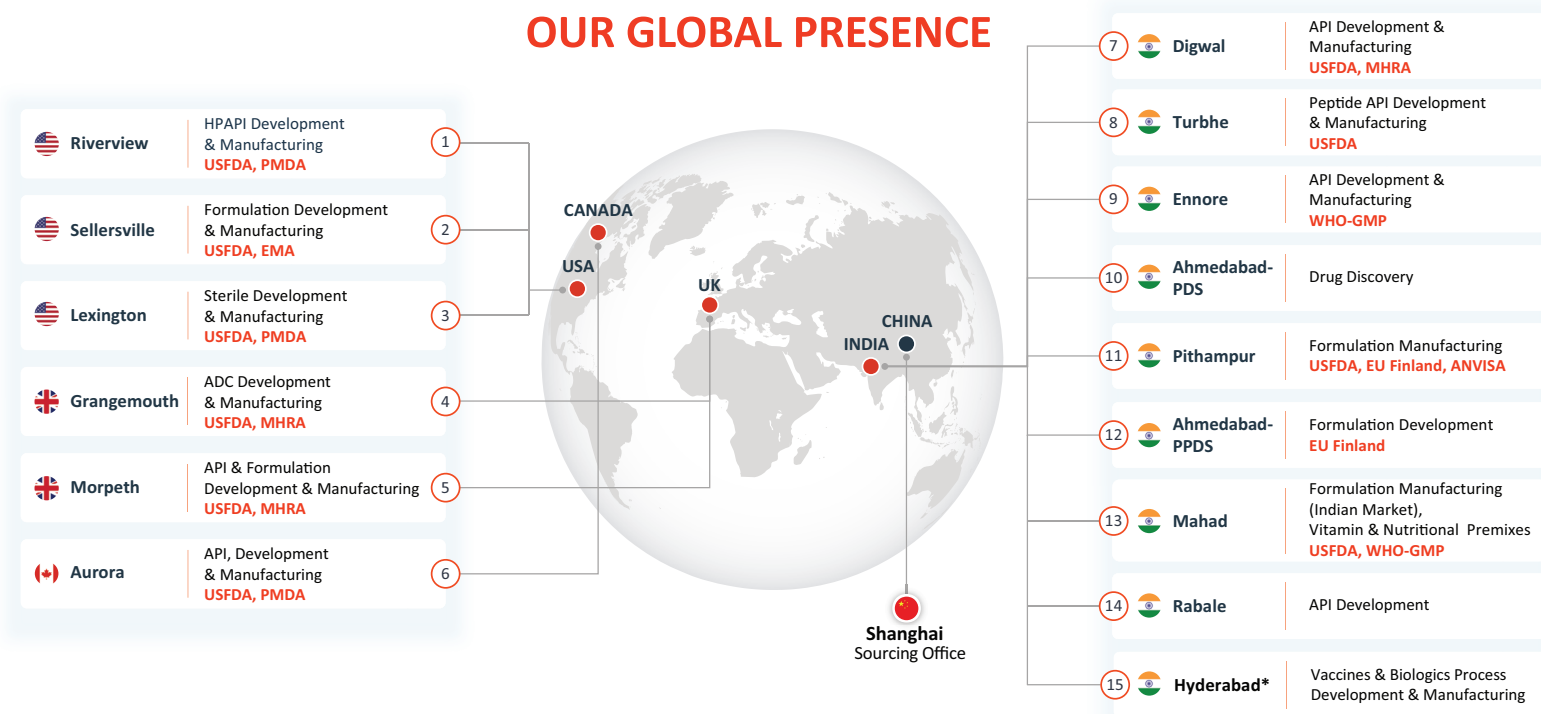 OUR GLOBAL PRESENCE
1
Riverview
HPAPI Development
& Manufacturing
USFDA, PMDA
2
Sellersville
Formulation Development
& Manufacturing
USFDA, EMA
3
Lexington
Sterile Development
& Manufacturing
USFDA, PMDA
4
Grangemouth
ADC Development
& Manufacturing
USFDA, MHRA
5
Morpeth
API & Formulation
Development & Manufacturing
USFDA, MHRA
6
Aurora
API, Development
& Manufacturing
USFDA, PMDA
CANADA
USA
UK
CHINA
INDIA
Shanghai
Sourcing Office
7
Digwal
API Development &
Manufacturing
USFDA, MHRA
8
Turbhe
Peptide API Development
& Manufacturing
USFDA
9
Ennore
API Development &
Manufacturing
WHO-GMP
10
Ahmedabad-
PDS
Drug Discovery
11
Pithampur
Formulation Manufacturing
USFDA, EU Finland, ANVISA
12
Ahmedabad-
PPDS
Formulation Development
EU Finland
13
Mahad
Formulation Manufacturing
(Indian Market),
Vitamin & Nutritional Premixes
USFDA, WHO-GMP
14
Rabale
API Development
15
Hyderabad*
Vaccines & Biologics Process
Development & Manufacturing